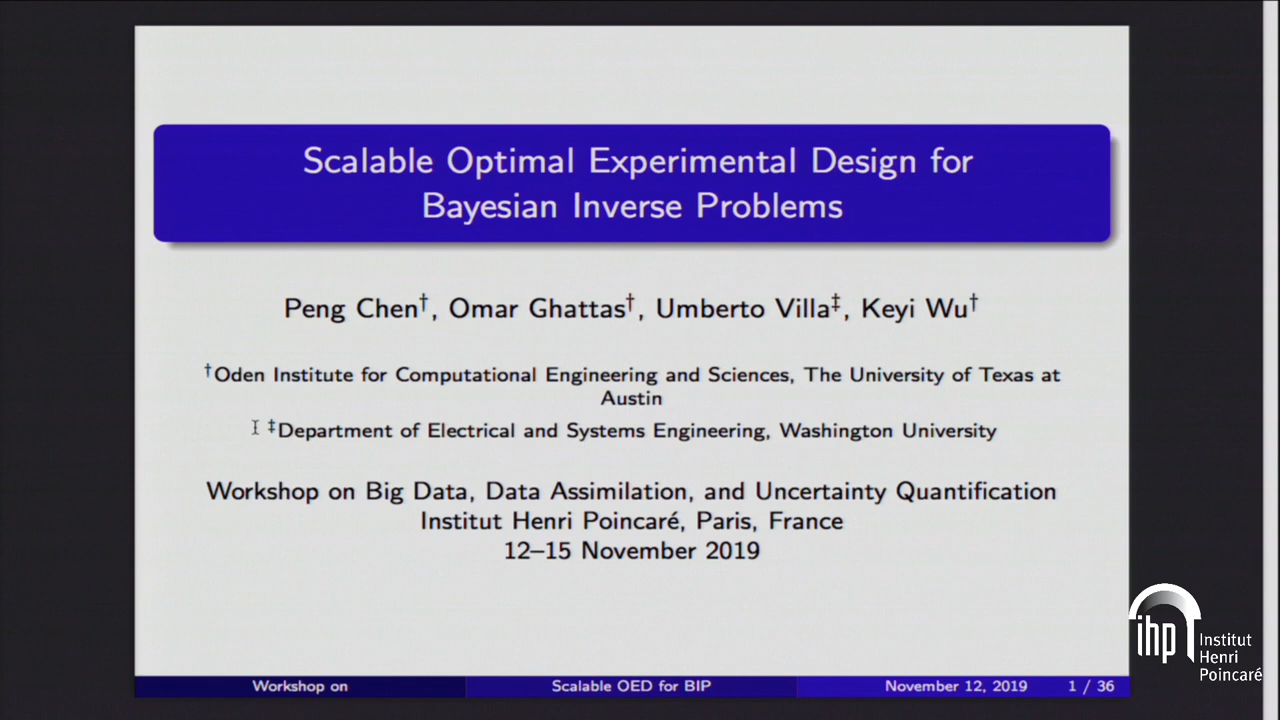 Scalable Optimal Experimental Design for
Bayesian Inverse Problems
Peng Chen†, Omar Ghattas†, Umberto Villa‡, Keyi Wu†
†Oden Institute for Computational Engineering and Sciences, The University of Texas at
Austin
‡Department of Electrical and Systems Engineering, Washington University
Workshop on Big Data, Data Assimilation, and Uncertainty Quantification
Institut Henri Poincaré, Paris, France
12–15 November 2019
Workshop on Scalable OED for BIP November 12, 2019 1 / 36
ihp Institut
Henri
Poincaré